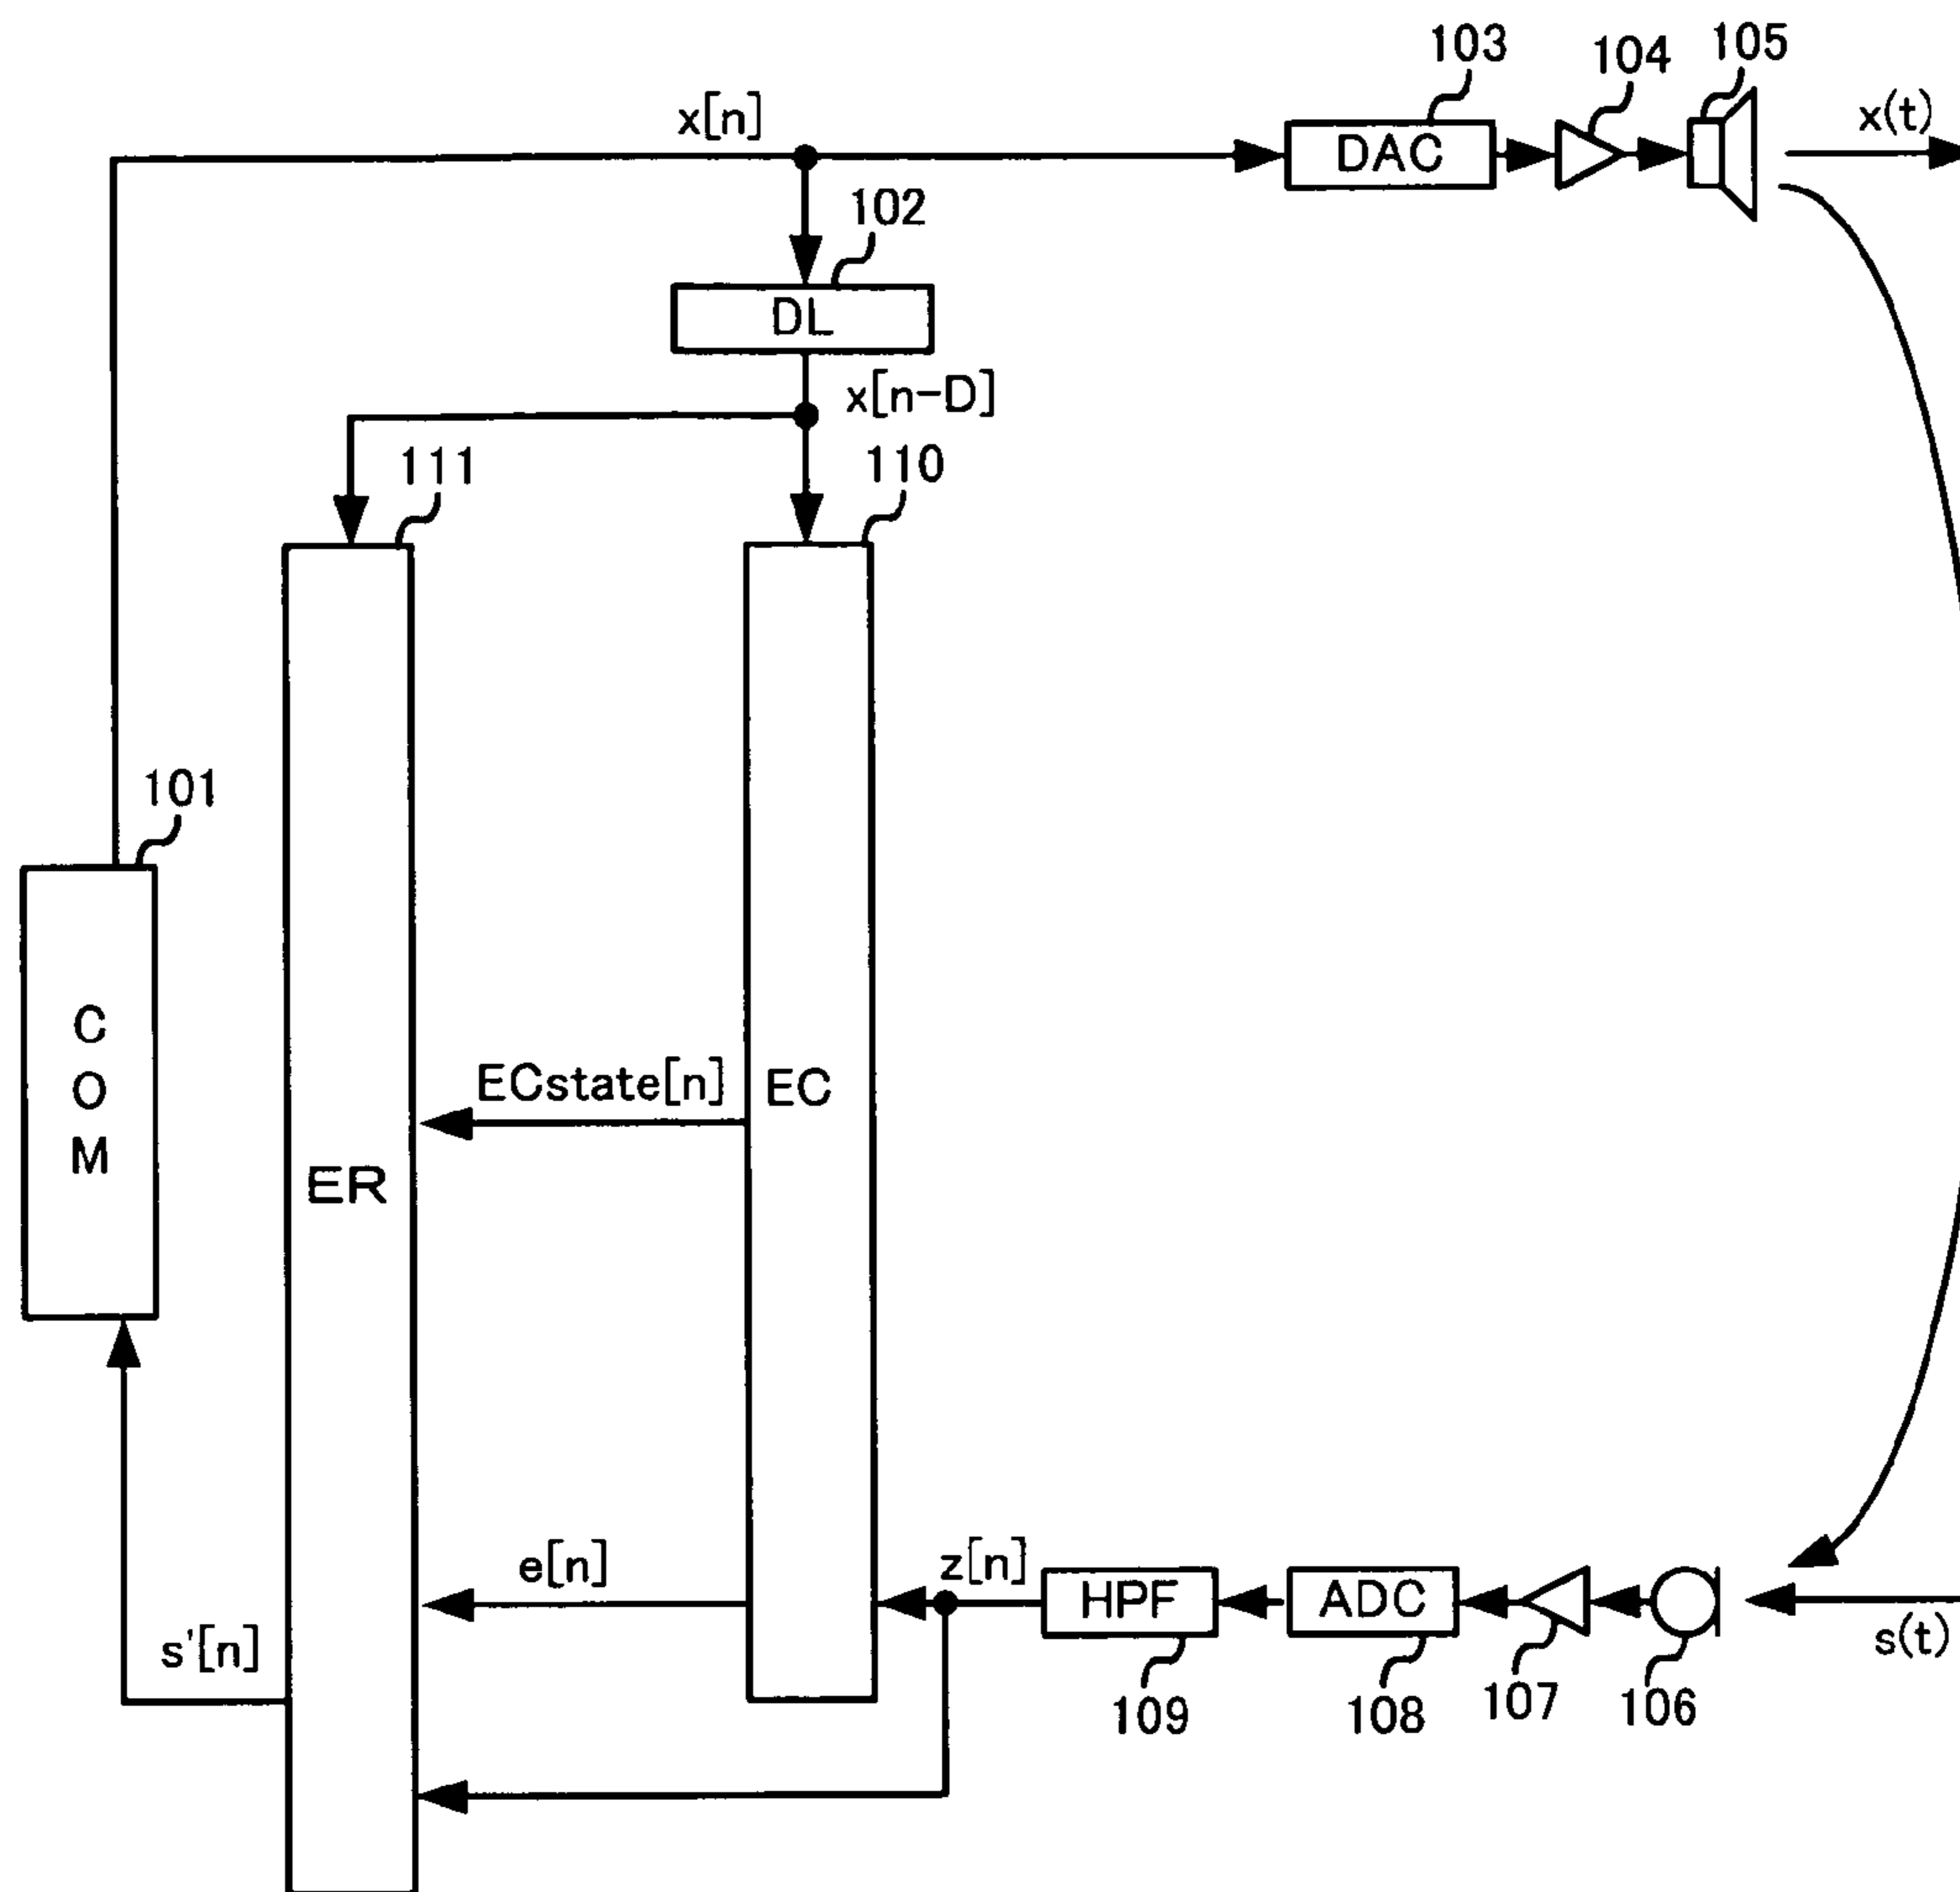 103
104
105
x[n]
x(t)
DAC
102
DL
x[n-D]
111
110
101
C
O
M
ECstate[n]
EC
ER
e[n]
z[n]
HPF
ADC
s'[n]
s(t)
109
108
107
106